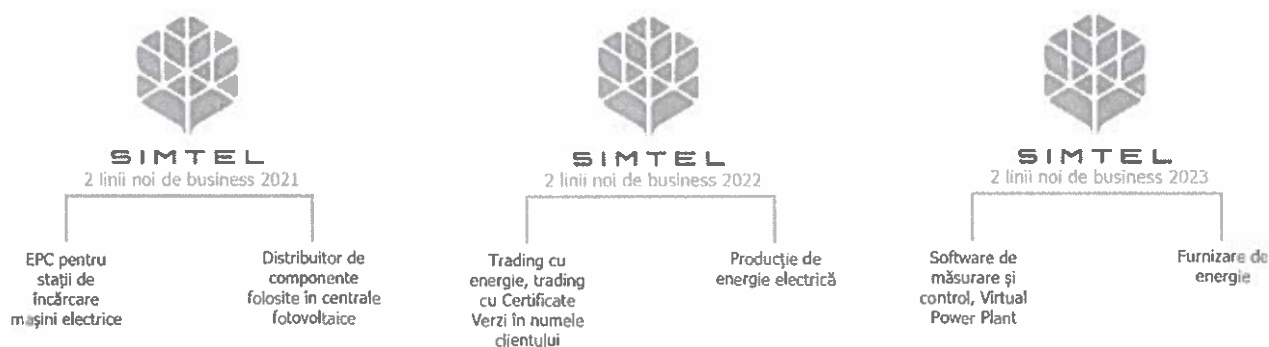 SIMTEL
2 linii noi de business 2021
EPC pentru
stații de
încărcare
mașini electrice
Distribuitor de
componente
folosite în centrale
fotovoltaice
SIMTEL
2 linii noi de business 2022
Trading cu
energie, trading
cu Certificate
Verzi în numele
clientului
Producție de
energie electrică
SIMTEL
2 linii noi de business 2023
Software de
măsurare și
control, Virtual
Power Plant
Furnizare de
energie